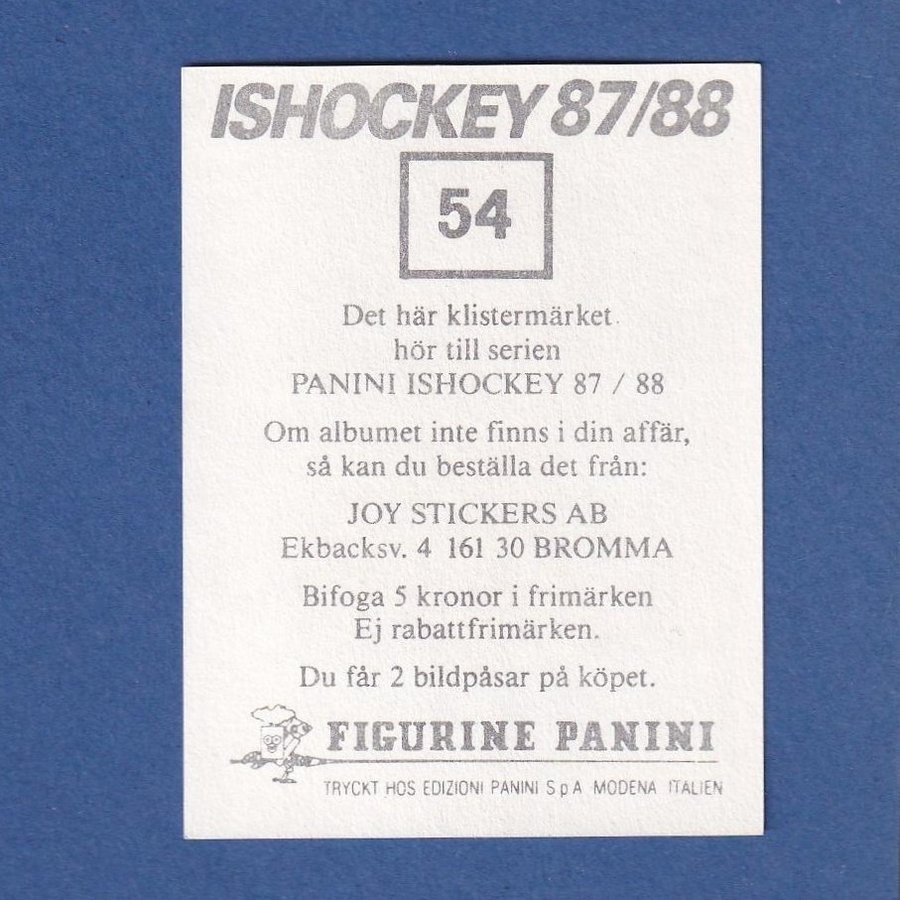 ISHOCKEY 87/88
54
Det här klistermärket
hör till serien
PANINI ISHOCKEY 87 / 88
Om albumet inte finns i din affär,
så kan du beställa det från:
JOY STICKERS AB
Ekbacksv. 4 161 30 BROMMA
Bifoga 5 kronor i frimärken
Ej rabattfrimärken.
Du får 2 bildpåsar på köpet.
FIGURINE PANINI
TRYCKT HOS EDIZIONI PANINI S p A MODENA ITALIEN